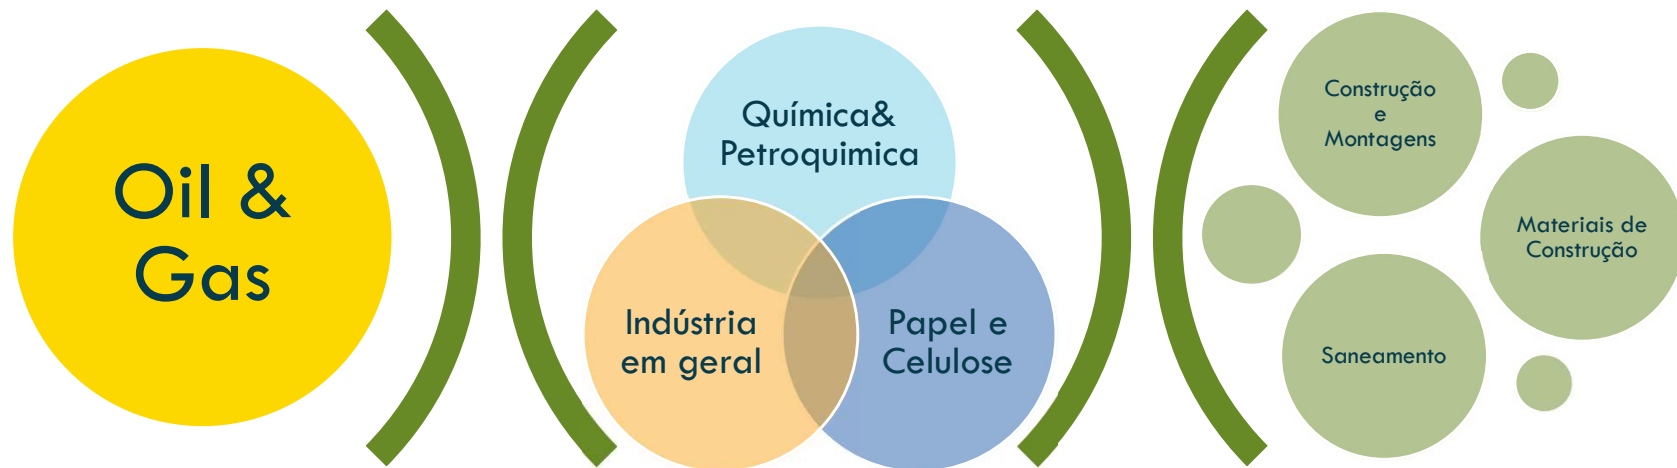 Oil &
Gas
Química&
Petroquimica
Indústria
em geral
Papel e
Celulose
Construção
e
Montagens
Materiais de
Construção
Saneamento